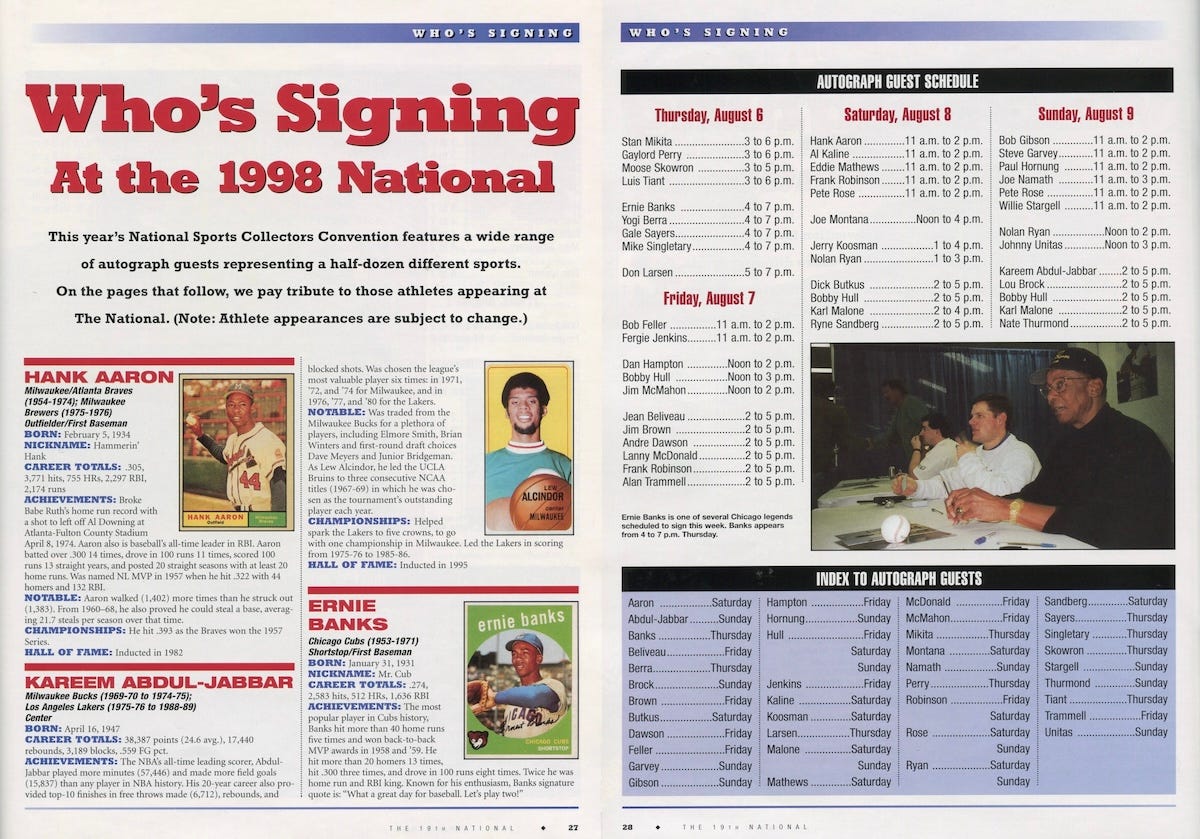 WHO'S SIGNING
Who's Signing
At the 1998 National
This year's National Sports Collectors Convention features a wide range
of autograph guests representing a half-dozen different sports.
On the pages that follow, we pay tribute to those athletes appearing at
The National. (Note: Athlete appearances are subject to change.)
HANK AARON
Milwaukee/Atlanta Braves
(1954-1974); Milwaukee
Brewers (1975-1976)
Outfielder/First Baseman
BORN: February 5, 1934
NICKNAME: Hammerin'
Hank
CAREER TOTALS: .305,
3,771 hits, 755 HRs, 2,297 RBI,
2,174 runs
ACHIEVEMENTS: Broke
Babe Ruth's home run record with
a shot to left off Al Downing at
Atlanta-Fulton County Stadium
April 8, 1974. Aaron also is baseball's all-time leader in RBI. Aaron
batted over .300 14 times, drove in 100 runs 11 times, scored 100
runs 13 straight years, and posted 20 straight seasons with at least 20
home runs. Was named NL MVP in 1957 when he hit .322 with 44
homers and 132 RBI.
NOTABLE: Aaron walked (1,402) more times than he struck out
(1,383). From 1960–68, he also proved he could steal a base, averag-
ing 21.7 steals per season over that time.
CHAMPIONSHIPS: He hit .393 as the Braves won the 1957
Series.
HALL OF FAME: Inducted in 1982
44
HANK AARON
Outfield
Milwaukee
Braves
KAREEM ABDUL-JABBAR
Milwaukee Bucks (1969-70 to 1974-75);
Los Angeles Lakers (1975-76 to 1988-89)
Center
BORN: April 16, 1947
CAREER TOTALS: 38,387 points (24.6 avg.), 17,440
rebounds, 3,189 blocks, .559 FG pct.
ACHIEVEMENTS: The NBA's all-time leading scorer, Abdul-
Jabbar played more minutes (57,446) and made more field goals
(15,837) than any player in NBA history. His 20-year career also pro-
vided top-10 finishes in free throws made (6,712), rebounds, and
blocked shots. Was chosen the league's
most valuable player six times: in 1971,
'72, and '74 for Milwaukee, and in
1976, '77, and '80 for the Lakers.
NOTABLE: Was traded from the
Milwaukee Bucks for a plethora of
players, including Elmore Smith, Brian
Winters and first-round draft choices
Dave Meyers and Junior Bridgeman.
As Lew Alcindor, he led the UCLA
Bruins to three consecutive NCAA
titles (1967-69) in which he was cho-
sen as the tournament's outstanding
player each year.
CHAMPIONSHIPS: Helped
spark the Lakers to five crowns, to go
with one championship in Milwaukee. Led the Lakers in scoring
from 1975-76 to 1985-86.
HALL OF FAME: Inducted in 1995
LEW
ALCINDOR
center
MILWAUKEE
ERNIE
BANKS
Chicago Cubs (1953-1971)
Shortstop/First Baseman
BORN: January 31, 1931
NICKNAME: Mr. Cub
CAREER TOTALS: .274,
2,583 hits, 512 HRs, 1,636 RBI
ACHIEVEMENTS: The most
popular player in Cubs history,
Banks hit more than 40 home runs
five times and won back-to-back
MVP awards in 1958 and '59. He
hit more than 20 homers 13 times,
hit .300 three times, and drove in 100 runs eight times. Twice he was
home run and RBI king. Known for his enthusiasm, Banks signature
quote is: "What a great day for baseball. Let's play two!"
ernie banks
CHICAGO CUBS
SHORTSTOP
THE 19TH NATIONAL ◆ 27
WHO'S SIGNING
AUTOGRAPH GUEST SCHEDULE
Thursday, August 6
Stan Mikita ...3 to 6 p.m.
Gaylord Perry ...3 to 6 p.m.
Moose Skowron ...3 to 5 p.m.
Luis Tiant ...3 to 6 p.m.
Ernie Banks ...4 to 7 p.m.
Yogi Berra ...4 to 7 p.m.
Gale Sayers ...4 to 7 p.m.
Mike Singletary ...4 to 7 p.m.
Don Larsen ...5 to 7 p.m.
Friday, August 7
Bob Feller ...11 a.m. to 2 p.m.
Fergie Jenkins ...11 a.m. to 2 p.m.
Dan Hampton ...Noon to 2 p.m.
Bobby Hull ...Noon to 3 p.m.
Jim McMahon ...Noon to 2 p.m.
Jean Beliveau ...2 to 5 p.m.
Jim Brown ...2 to 5 p.m.
Andre Dawson ...2 to 5 p.m.
Lanny McDonald ...2 to 5 p.m.
Frank Robinson ...2 to 5 p.m.
Alan Trammell ...2 to 5 p.m.
Saturday, August 8
Hank Aaron ...11 a.m. to 2 p.m.
Al Kaline ...11 a.m. to 2 p.m.
Eddie Mathews ...11 a.m. to 2 p.m.
Frank Robinson ...11 a.m. to 2 p.m.
Pete Rose ...11 a.m. to 2 p.m.
Joe Montana ...Noon to 4 p.m.
Jerry Koosman ...1 to 4 p.m.
Nolan Ryan ...1 to 3 p.m.
Dick Butkus ...2 to 5 p.m.
Bobby Hull ...2 to 5 p.m.
Karl Malone ...2 to 4 p.m.
Ryne Sandberg ...2 to 5 p.m.
Sunday, August 9
Bob Gibson ...11 a.m. to 2 p.m.
Steve Garvey ...11 a.m. to 2 p.m.
Paul Hornung ...11 a.m. to 2 p.m.
Joe Namath ...11 a.m. to 3 p.m.
Pete Rose ...11 a.m. to 2 p.m.
Willie Stargell ...11 a.m. to 2 p.m.
Nolan Ryan ...Noon to 2 p.m.
Johnny Unitas ...Noon to 3 p.m.
Kareem Abdul-Jabbar ...2 to 5 p.m.
Lou Brock ...2 to 5 p.m.
Bobby Hull ...2 to 5 p.m.
Karl Malone ...2 to 5 p.m.
Nate Thurmond ...2 to 5 p.m.
Ernie Banks is one of several Chicago legends
scheduled to sign this week. Banks appears
from 4 to 7 p.m. Thursday.
INDEX TO AUTOGRAPH GUESTS
Aaron ...Saturday
Abdul-Jabbar ...Sunday
Banks ...Thursday
Beliveau ...Friday
Berra ...Thursday
Brock ...Sunday
Brown ...Friday
Butkus ...Saturday
Dawson ...Friday
Feller ...Friday
Garvey ...Sunday
Gibson ...Sunday
Hampton ...Friday
Hornung ...Sunday
Hull ...Friday
Saturday
Sunday
Jenkins ...Friday
Kaline ...Saturday
Koosman ...Saturday
Larsen ...Thursday
Malone ...Saturday
Sunday
Mathews ...Saturday
McDonald ...Friday
McMahon ...Friday
Mikita ...Thursday
Montana ...Saturday
Namath ...Sunday
Perry ...Thursday
Robinson ...Friday
Saturday
Rose ...Saturday
Sunday
Ryan ...Saturday
Sunday
Sandberg ...Saturday
Sayers ...Thursday
Singletary ...Thursday
Skowron ...Thursday
Stargell ...Sunday
Thurmond ...Sunday
Tiant ...Thursday
Trammell ...Friday
Unitas ...Sunday
28 ◆ THE 19TH NATIONAL